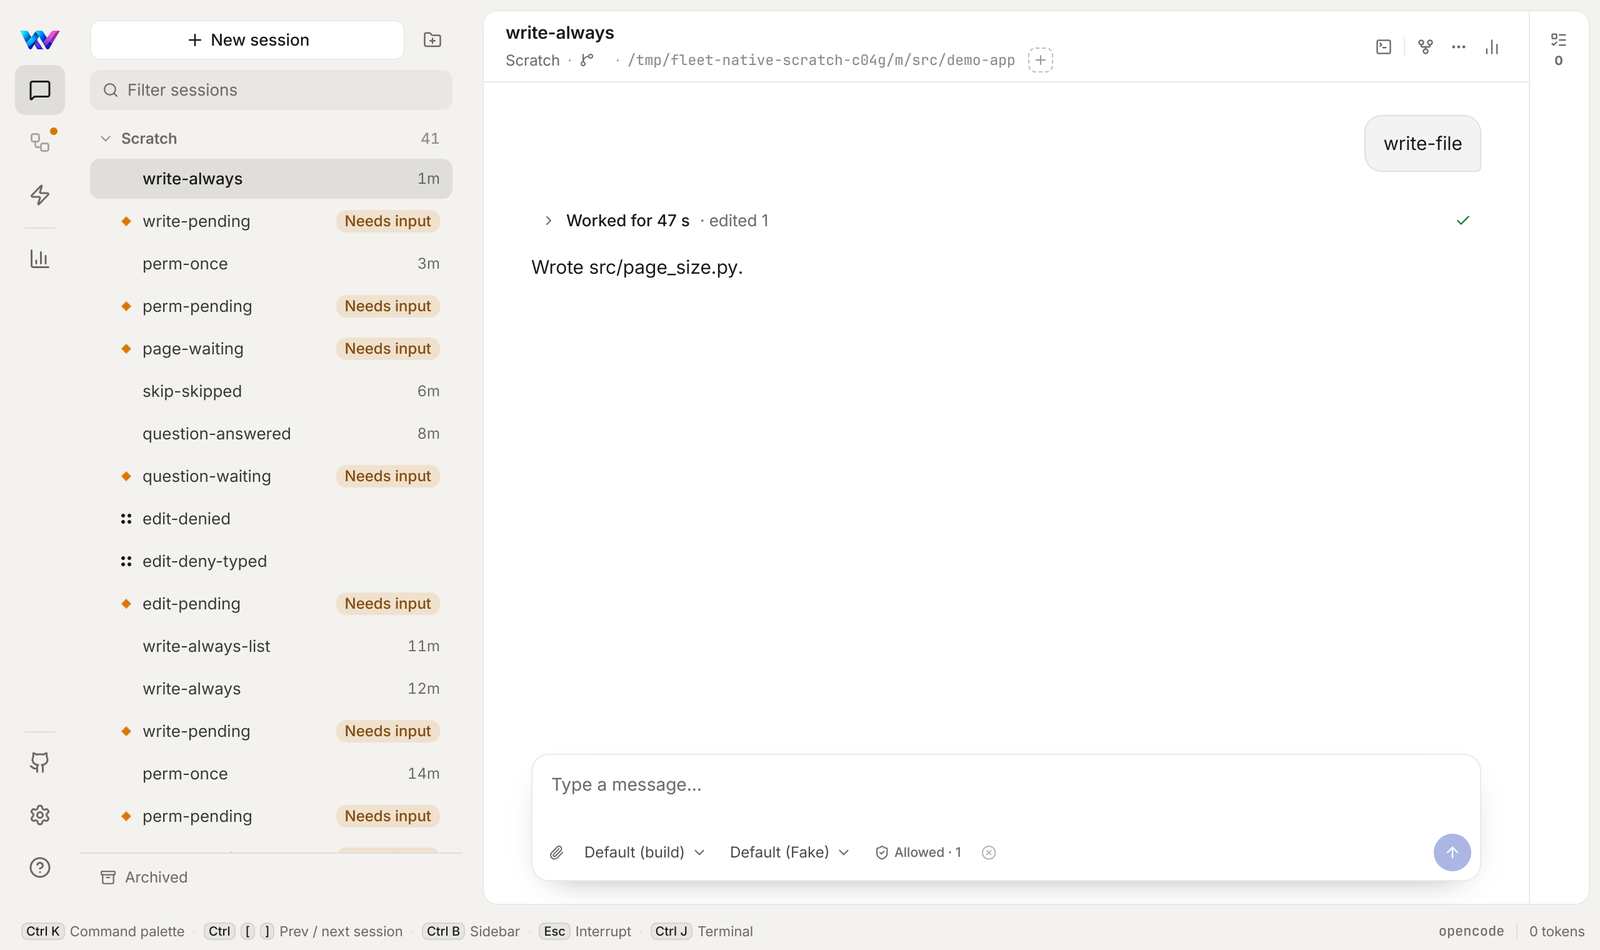 New session
Filter sessions
Scratch 41
write-always 1m
write-pending Needs input
perm-once 3m
perm-pending Needs input
page-waiting Needs input
skip-skipped 6m
question-answered 8m
question-waiting Needs input
edit-denied
edit-deny-typed
edit-pending Needs input
write-always-list 11m
write-always 12m
write-pending Needs input
perm-once 14m
perm-pending Needs input
Archived
write-always
Scratch · · /tmp/fleet-native-scratch-c04g/m/src/demo-app
0
write-file
Worked for 47 s · edited 1
Wrote src/page_size.py.
Type a message...
Default (build) Default (Fake) Allowed · 1
Ctrl K Command palette Ctrl [ ] Prev / next session Ctrl B Sidebar Esc Interrupt Ctrl J Terminal opencode 0 tokens